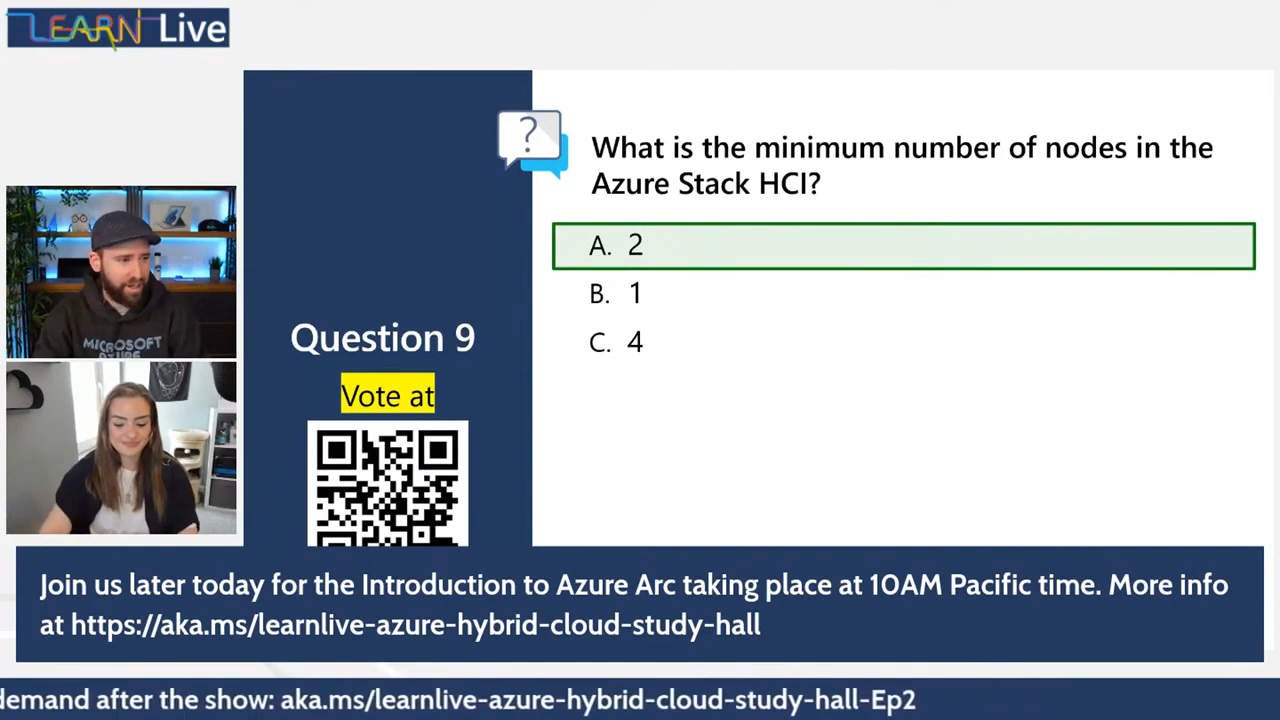 LEARN Live
?
What is the minimum number of nodes in the
Azure Stack HCI?
A. 2
B. 1
C. 4
MICROSOFT
AZURE
Question 9
Vote at
Join us later today for the Introduction to Azure Arc taking place at 10AM Pacific time. More info
at https://aka.ms/learnlive-azure-hybrid-cloud-study-hall
demand after the show: aka.ms/learnlive-azure-hybrid-cloud-study-hall-Ep2